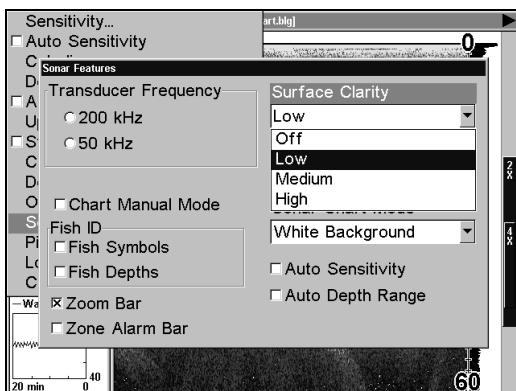 Sensitivity...
Auto Sensitivity
art.blg]
0
Sonar Features
Transducer Frequency
200 kHz
50 kHz
Surface Clarity
Low
Off
Low
Medium
High
Chart Manual Mode
Fish ID
Fish Symbols
Fish Depths
White Background
Auto Sensitivity
Auto Depth Range
Zoom Bar
Zone Alarm Bar
2
X
4
X
20 min
0
40
60